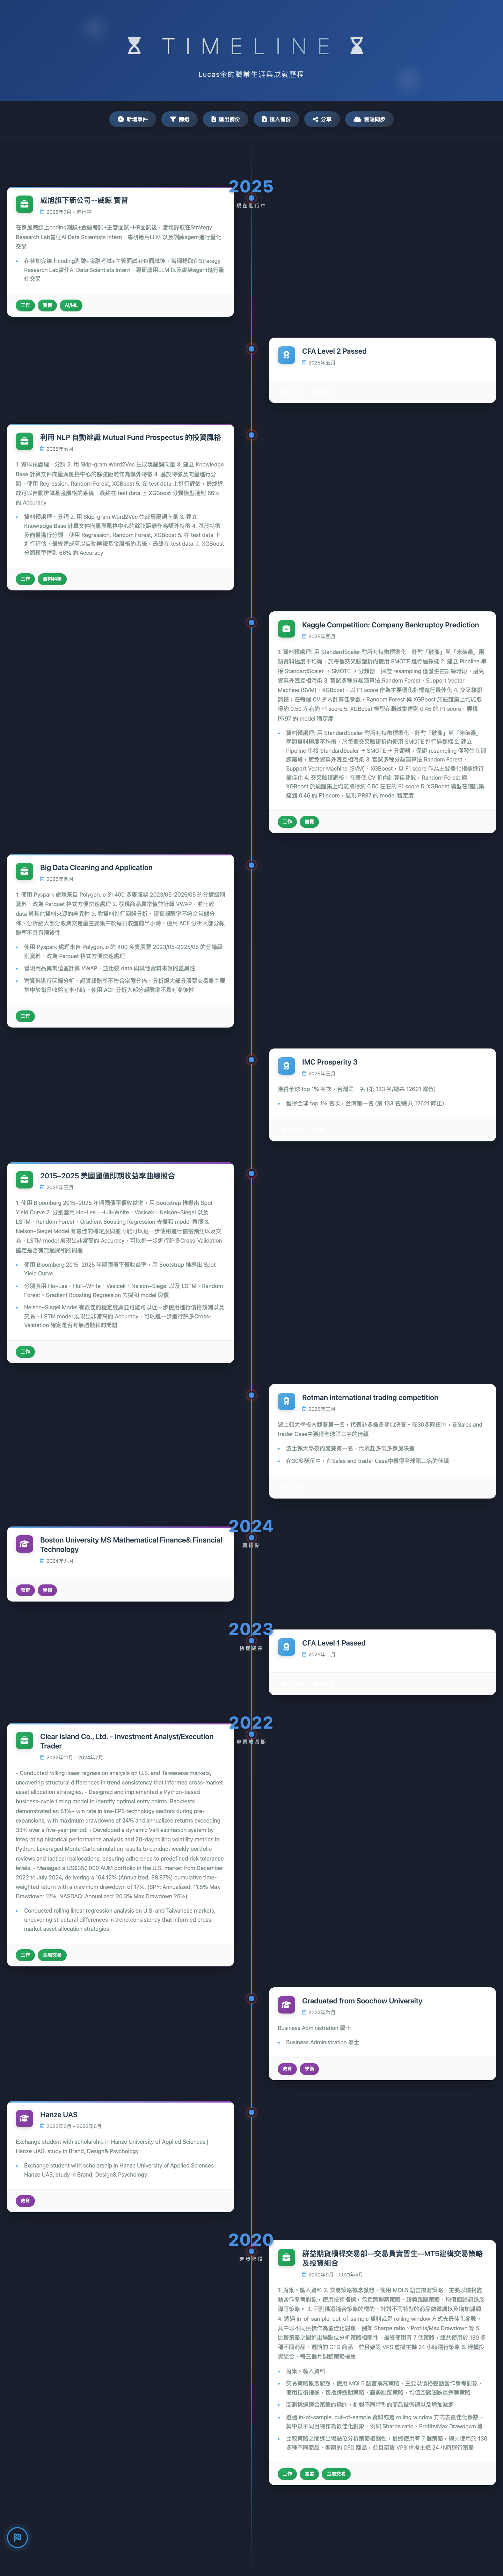 TIMELINE
Lucas金的職業生涯與成就歷程
新增事件
篩選
匯出備份
匯入備份
分享
雲端同步
2025
現在進行中
威旭旗下新公司--威鯨 實習
2025年7月 - 進行中
在參加完線上coding測驗+金融考試+主管面試+HR面試後，當場錄取在Strategy
Research Lab當任AI Data Scientists Intern，專研應用LLM 以及訓練agent進行量化
交易
在參加完線上coding測驗+金融考試+主管面試+HR面試後，當場錄取在Strategy
Research Lab當任AI Data Scientists Intern，專研應用LLM 以及訓練agent進行量
化交易
工作
實習
AI/ML
CFA Level 2 Passed
2025年五月
利用 NLP 自動辨識 Mutual Fund Prospectus 的投資風格
2025年五月
1. 資料預處理、分詞 2. 用 Skip-gram Word2Vec 生成專屬詞向量 3. 建立 Knowledge
Base 計算文件向量與風格中心的餘弦距離作為額外特徵 4. 基於特徵及向量進行分
類，使用 Regression, Random Forest, XGBoost 5. 在 test data 上進行評估，最終達
成可以自動辨識基金風格的系統，最終在 test data 上 XGBoost 分類模型達到 66%
的 Accuracy
資料預處理、分詞 2. 用 Skip-gram Word2Vec 生成專屬詞向量 3. 建立
Knowledge Base 計算文件向量與風格中心的餘弦距離作為額外特徵 4. 基於特徵
及向量進行分類，使用 Regression, Random Forest, XGBoost 5. 在 test data 上
進行評估，最終達成可以自動辨識基金風格的系統，最終在 test data 上 XGBoost
分類模型達到 66% 的 Accuracy
工作
資料科學
Kaggle Competition: Company Bankruptcy Prediction
2025年四月
1. 資料預處理: 用 StandardScaler 對所有特徵標準化，針對「破產」與「未破產」兩
類資料極度不均衡，於每個交叉驗證折內使用 SMOTE 進行過採樣 2. 建立 Pipeline 串
接 StandardScaler → SMOTE → 分類器，保證 resampling 僅發生在訓練階段，避免
資料外洩互相污染 3. 嘗試多種分類演算法:Random Forest、Support Vector
Machine (SVM)、XGBoost，以 F1 score 作為主要優化指標進行最佳化 4. 交叉驗證
調校：在每個 CV 折內計算佳參數，Random Forest 與 XGBoost 於驗證集上均能取
得約 0.50 左右的 F1 score 5. XGBoost 模型在測試集達到 0.46 的 F1 score，展現
PR97 的 model 穩定度
資料預處理: 用 StandardScaler 對所有特徵標準化，針對「破產」與「未破產」
兩類資料極度不均衡，於每個交叉驗證折內使用 SMOTE 進行過採樣 2. 建立
Pipeline 串接 StandardScaler → SMOTE → 分類器，保證 resampling 僅發生在訓
練階段，避免資料外洩互相污染 3. 嘗試多種分類演算法:Random Forest、
Support Vector Machine (SVM)、XGBoost，以 F1 score 作為主要優化指標進行
最佳化 4. 交叉驗證調校：在每個 CV 折內計算佳參數，Random Forest 與
XGBoost 於驗證集上均能取得約 0.50 左右的 F1 score 5. XGBoost 模型在測試集
達到 0.46 的 F1 score，展現 PR97 的 model 穩定度
工作
競賽
Big Data Cleaning and Application
2025年四月
1. 使用 Pyspark 處理來自 Polygon.io 的 400 多隻股票 2023/05-2025/05 的分鐘級別
資料，改為 Parquet 格式方便快速處理 2. 發現商品異常值並計算 VWAP，並比較
data 與其他資料來源的差異性 3. 對資料進行回歸分析，證實報酬率不符合常態分
佈，分析絕大部分股票交量主要集中於每日收盤前半小時，使用 ACF 分析大部分報
酬率不具有滯後性
使用 Pyspark 處理來自 Polygon.io 的 400 多隻股票 2023/05-2025/05 的分鐘級
別資料，改為 Parquet 格式方便快速處理
發現商品異常值並計算 VWAP，並比較 data 與其他資料來源的差異性
對資料進行回歸分析，證實報酬率不符合常態分佈，分析絕大部分股票交易量主要
集中於每日收盤前半小時，使用 ACF 分析大部分報酬率不具有滯後性
工作
IMC Prosperity 3
2025年三月
獲得全球 top 1% 名次，台灣第一名 (第 133 名/總共 12621 隊伍)
獲得全球 top 1% 名次，台灣第一名 (第 133 名/總共 12621 隊伍)
2015–2025 美國國債即期收益率曲線擬合
2025年三月
1. 使用 Bloomberg 2015–2025 年期國債平價收益率，用 Bootstrap 推導出 Spot
Yield Curve 2. 分別套用 Ho–Lee、Hull–White、Vasicek、Nelson–Siegel 以及
LSTM、Random Forest、Gradient Boosting Regression 去擬和 model 與價 3.
Nelson–Siegel Model 有最佳的穩定度與並可能可以近一步使用進行價格預測以及交
易、LSTM model 展現出非常高的 Accuracy，可以進一步進行許多Cross-Validation
確定是否有無過擬和的問題
使用 Bloomberg 2015–2025 年期國債平價收益率，用 Bootstrap 推導出 Spot
Yield Curve
分別套用 Ho–Lee、Hull–White、Vasicek、Nelson–Siegel 以及 LSTM、Random
Forest、Gradient Boosting Regression 去擬和 model 與價
Nelson–Siegel Model 有最佳的穩定度與並可能可以近一步使用進行價格預測以及
交易、LSTM model 展現出非常高的 Accuracy，可以進一步進行許多Cross-
Validation 確定是否有無過擬和的問題
工作
Rotman international trading competition
2025年二月
波士頓大學校內競賽第一名，代表赴多倫多參加決賽。在30多隊伍中，在Sales and
trader Case中獲得全球第二名的佳績
波士頓大學校內競賽第一名，代表赴多倫多參加決賽
在30多隊伍中，在Sales and trader Case中獲得全球第二名的佳績
2024
轉折點
Boston University MS Mathematical Finance& Financial
Technology
2024年九月
教育
學術
2023
快速成長
CFA Level 1 Passed
2023年十月
2022
專業成長期
Clear Island Co., Ltd. - Investment Analyst/Execution
Trader
2022年11月 - 2024年7月
• Conducted rolling linear regression analysis on U.S. and Taiwanese markets,
uncovering structural differences in trend consistency that informed cross-market
asset allocation strategies. • Designed and implemented a Python-based
business-cycle timing model to identify optimal entry points. Backtests
demonstrated an 81%+ win rate in low-EPS technology sectors during pre-
expansions, with maximum drawdowns of 24% and annualized returns exceeding
33% over a five-year period. • Developed a dynamic VaR estimation system by
integrating historical performance analysis and 20-day rolling volatility metrics in
Python. Leveraged Monte Carlo simulation results to conduct weekly portfolio
reviews and tactical reallocations, ensuring adherence to predefined risk tolerance
levels. • Managed a US$350,000 AUM portfolio in the U.S. market from December
2022 to July 2024, delivering a 164.12% (Annualized: 88.87%) cumulative time-
weighted return with a maximum drawdown of 17%. (SPY: Annualized: 11.5% Max
Drawdown: 12%, NASDAQ: Annualized: 20.3% Max Drawdown 25%)
Conducted rolling linear regression analysis on U.S. and Taiwanese markets,
uncovering structural differences in trend consistency that informed cross-
market asset allocation strategies.
工作
金融交易
Graduated from Soochow University
2022年六月
Business Administration 學士
Business Administration 學士
教育
學術
Hanze UAS
2022年2月 - 2022年6月
Exchange student with scholarship in Hanze University of Applied Sciences |
Hanze UAS, study in Brand, Design& Psychology
Exchange student with scholarship in Hanze University of Applied Sciences |
Hanze UAS, study in Brand, Design& Psychology
教育
2020
起步階段
群益期貨槓桿交易部--交易員實習生--MT5建構交易策略
及投資組合
2020年9月 - 2021年5月
1. 蒐集、匯入資料 2. 交易策略概念發想，使用 MQL5 語言撰寫策略，主要以價格變
動當作參考對象，使用技術指標，包括跨週期策略、趨勢跟蹤策略、均值回歸超跌反
彈等策略。 3. 回測挑選適合策略的標的，針對不同特型的商品做微調以及增加濾網
4. 透過 in-sample, out-sample 資料或是 rolling window 方式去最佳化參數，
其中以不同目標作為最佳化對象，例如 Sharpe ratio、Profits/Max Drawdown 等 5.
比較策略之間進出場點位分析策略相關性，最終使用有 7 個策略，總共使用於 130 多
種不同商品、週期的 CFD 商品，並且架設 VPS 虛擬主機 24 小時運行策略 6. 建構投
資組合，每三個月調整策略權重
蒐集、匯入資料
交易策略概念發想，使用 MQL5 語言撰寫策略，主要以價格變動當作參考對象，
使用技術指標，包括跨週期策略、趨勢跟蹤策略、均值回歸超跌反彈等策略
回測挑選適合策略的標的，針對不同特型的商品做微調以及增加濾網
透過 in-sample, out-sample 資料或是 rolling window 方式去最佳化參數，
其中以不同目標作為最佳化對象，例如 Sharpe ratio、Profits/Max Drawdown 等
比較策略之間進出場點位分析策略相關性，最終使用有 7 個策略，總共使用於 130
多種不同商品、週期的 CFD 商品，並且架設 VPS 虛擬主機 24 小時運行策略
工作
實習
金融交易